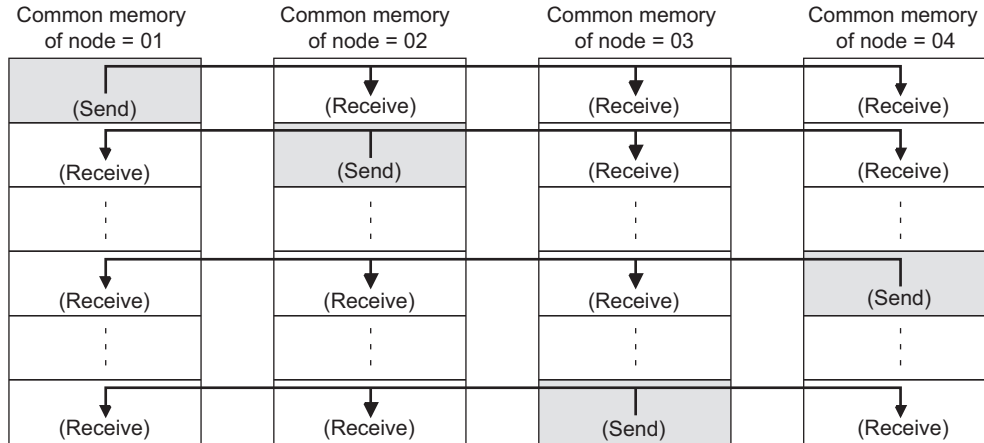 Common memory of node = 01
Common memory of node = 02
Common memory of node = 03
Common memory of node = 04
(Send) (Receive) (Receive) (Receive)
(Receive) (Send) (Receive) (Receive)
(Receive) (Receive) (Receive) (Send)
(Receive) (Receive) (Send) (Receive)